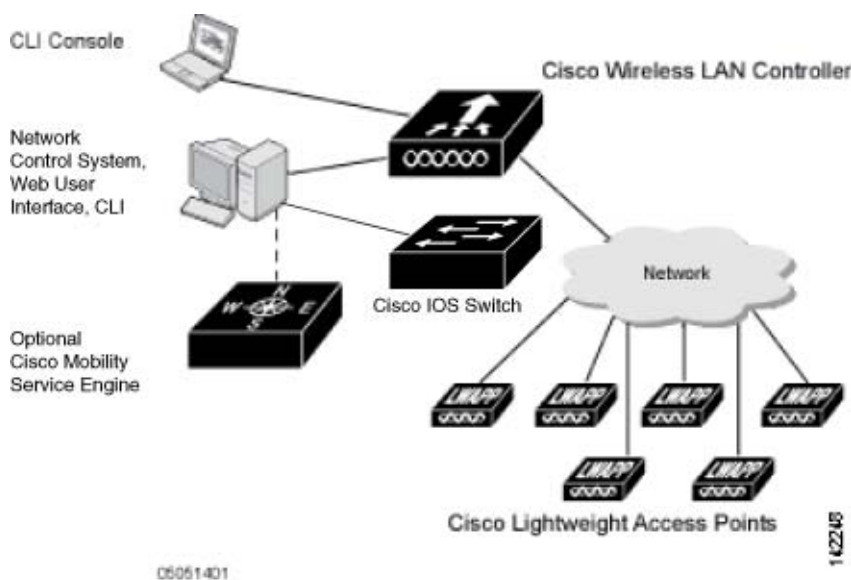 CLI Console
Cisco Wireless LAN Controller
Network
Control System,
Web User
Interface, CLI
Cisco IOS Switch
N
W
E
S
Optional
Cisco Mobility
Service Engine
Network
LWAPP
LWAPP
LWAPP
LWAPP
LWAPP
LWAPP
Cisco Lightweight Access Points
142248
05051401